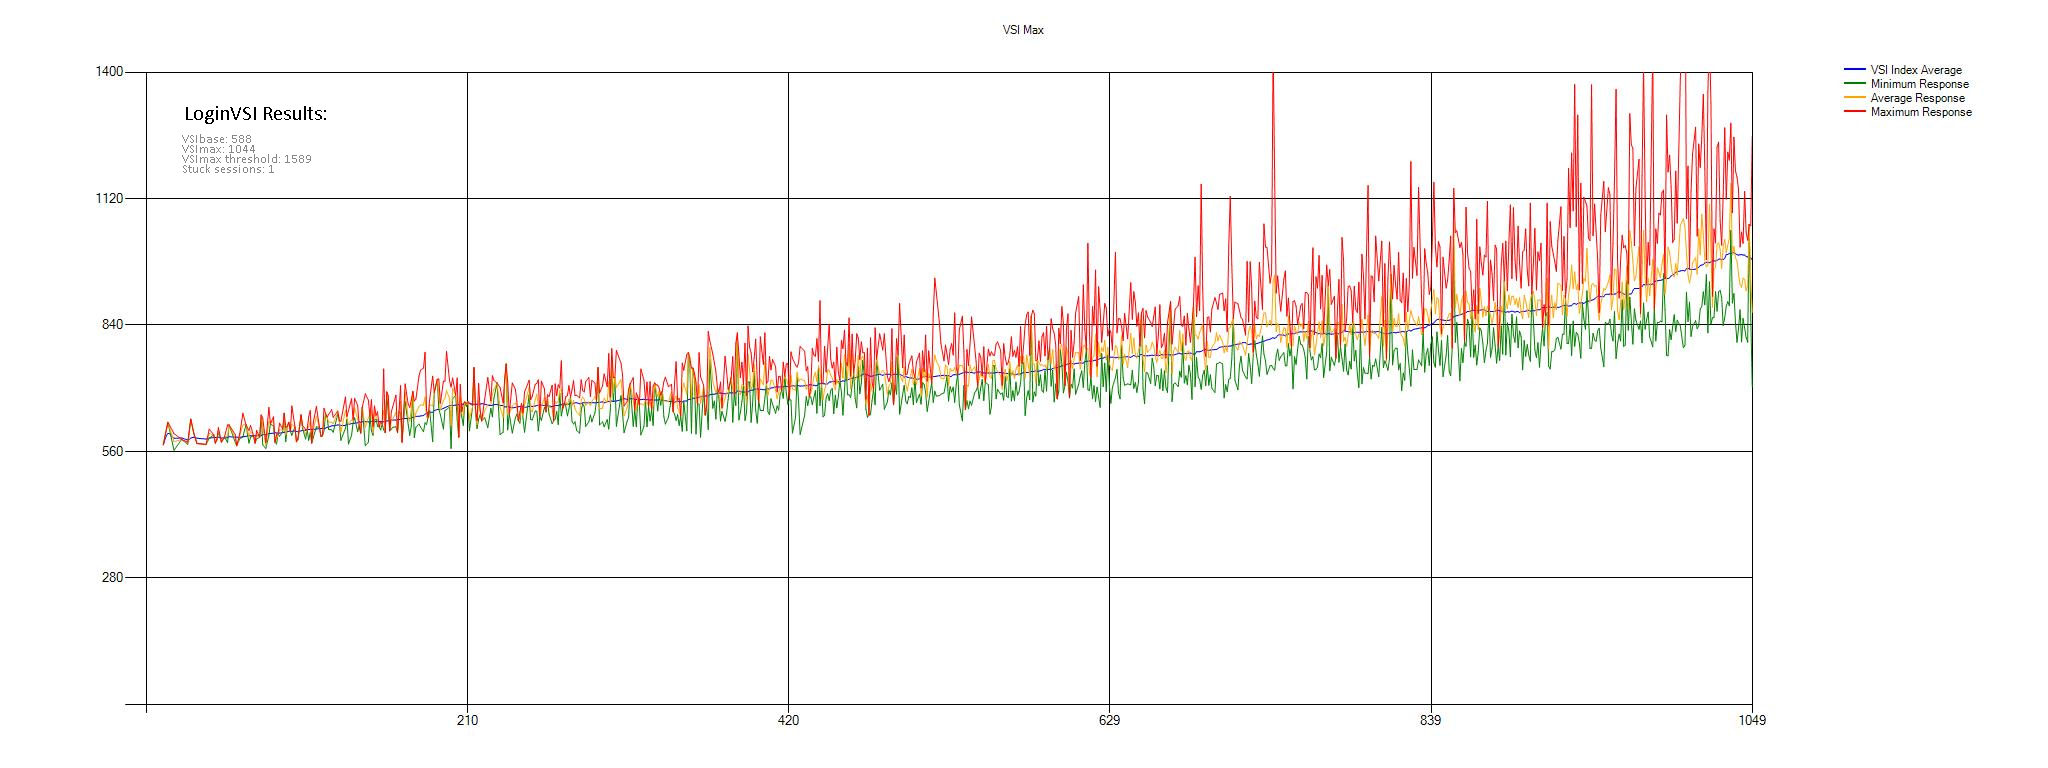 VSI Max
1400
1120
840
560
280
210
420
629
839
1049
LoginVSI Results:
VSIbase: 588
VSImax: 1044
VSImax threshold: 1589
Stuck sessions: 1
VSI Index Average
Minimum Response
Average Response
Maximum Response